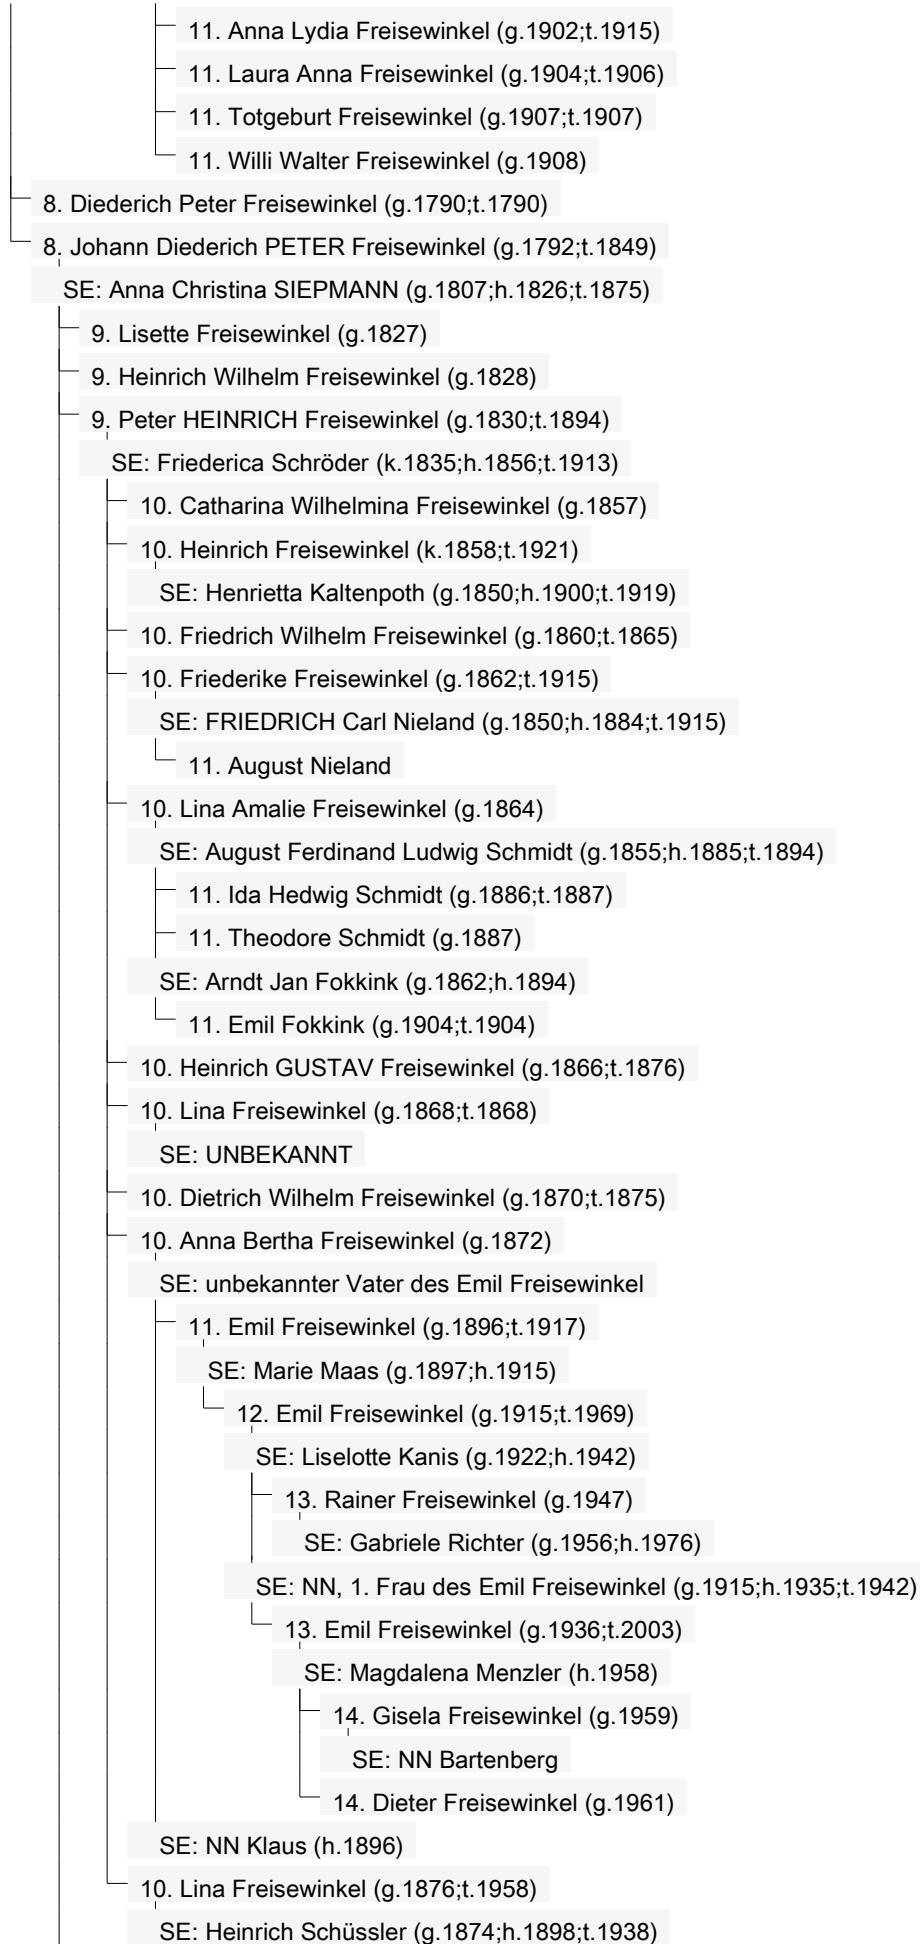 11. Anna Lydia Freisewinkel (g.1902;t.1915)
11. Laura Anna Freisewinkel (g.1904;t.1906)
11. Totgeburt Freisewinkel (g.1907;t.1907)
11. Willi Walter Freisewinkel (g.1908)
8. Diederich Peter Freisewinkel (g.1790;t.1790)
8. Johann Diederich PETER Freisewinkel (g.1792;t.1849)
SE: Anna Christina SIEPMANN (g.1807;h.1826;t.1875)
9. Lisette Freisewinkel (g.1827)
9. Heinrich Wilhelm Freisewinkel (g.1828)
9. Peter HEINRICH Freisewinkel (g.1830;t.1894)
SE: Friederica Schröder (k.1835;h.1856;t.1913)
10. Catharina Wilhelmina Freisewinkel (g.1857)
10. Heinrich Freisewinkel (k.1858;t.1921)
SE: Henrietta Kaltenpoth (g.1850;h.1900;t.1919)
10. Friedrich Wilhelm Freisewinkel (g.1860;t.1865)
10. Friederike Freisewinkel (g.1862;t.1915)
SE: FRIEDRICH Carl Nieland (g.1850;h.1884;t.1915)
11. August Nieland
10. Lina Amalie Freisewinkel (g.1864)
SE: August Ferdinand Ludwig Schmidt (g.1855;h.1885;t.1894)
11. Ida Hedwig Schmidt (g.1886;t.1887)
11. Theodore Schmidt (g.1887)
SE: Arndt Jan Fokkink (g.1862;h.1894)
11. Emil Fokkink (g.1904;t.1904)
10. Heinrich GUSTAV Freisewinkel (g.1866;t.1876)
10. Lina Freisewinkel (g.1868;t.1868)
SE: UNBEKANNT
10. Dietrich Wilhelm Freisewinkel (g.1870;t.1875)
10. Anna Bertha Freisewinkel (g.1872)
SE: unbekannter Vater des Emil Freisewinkel
11. Emil Freisewinkel (g.1896;t.1917)
SE: Marie Maas (g.1897;h.1915)
12. Emil Freisewinkel (g.1915;t.1969)
SE: Liselotte Kanis (g.1922;h.1942)
13. Rainer Freisewinkel (g.1947)
SE: Gabriele Richter (g.1956;h.1976)
SE: NN, 1. Frau des Emil Freisewinkel (g.1915;h.1935;t.1942)
13. Emil Freisewinkel (g.1936;t.2003)
SE: Magdalena Menzler (h.1958)
14. Gisela Freisewinkel (g.1959)
SE: NN Bartenberg
14. Dieter Freisewinkel (g.1961)
SE: NN Klaus (h.1896)
10. Lina Freisewinkel (g.1876;t.1958)
SE: Heinrich Schüssler (g.1874;h.1898;t.1938)